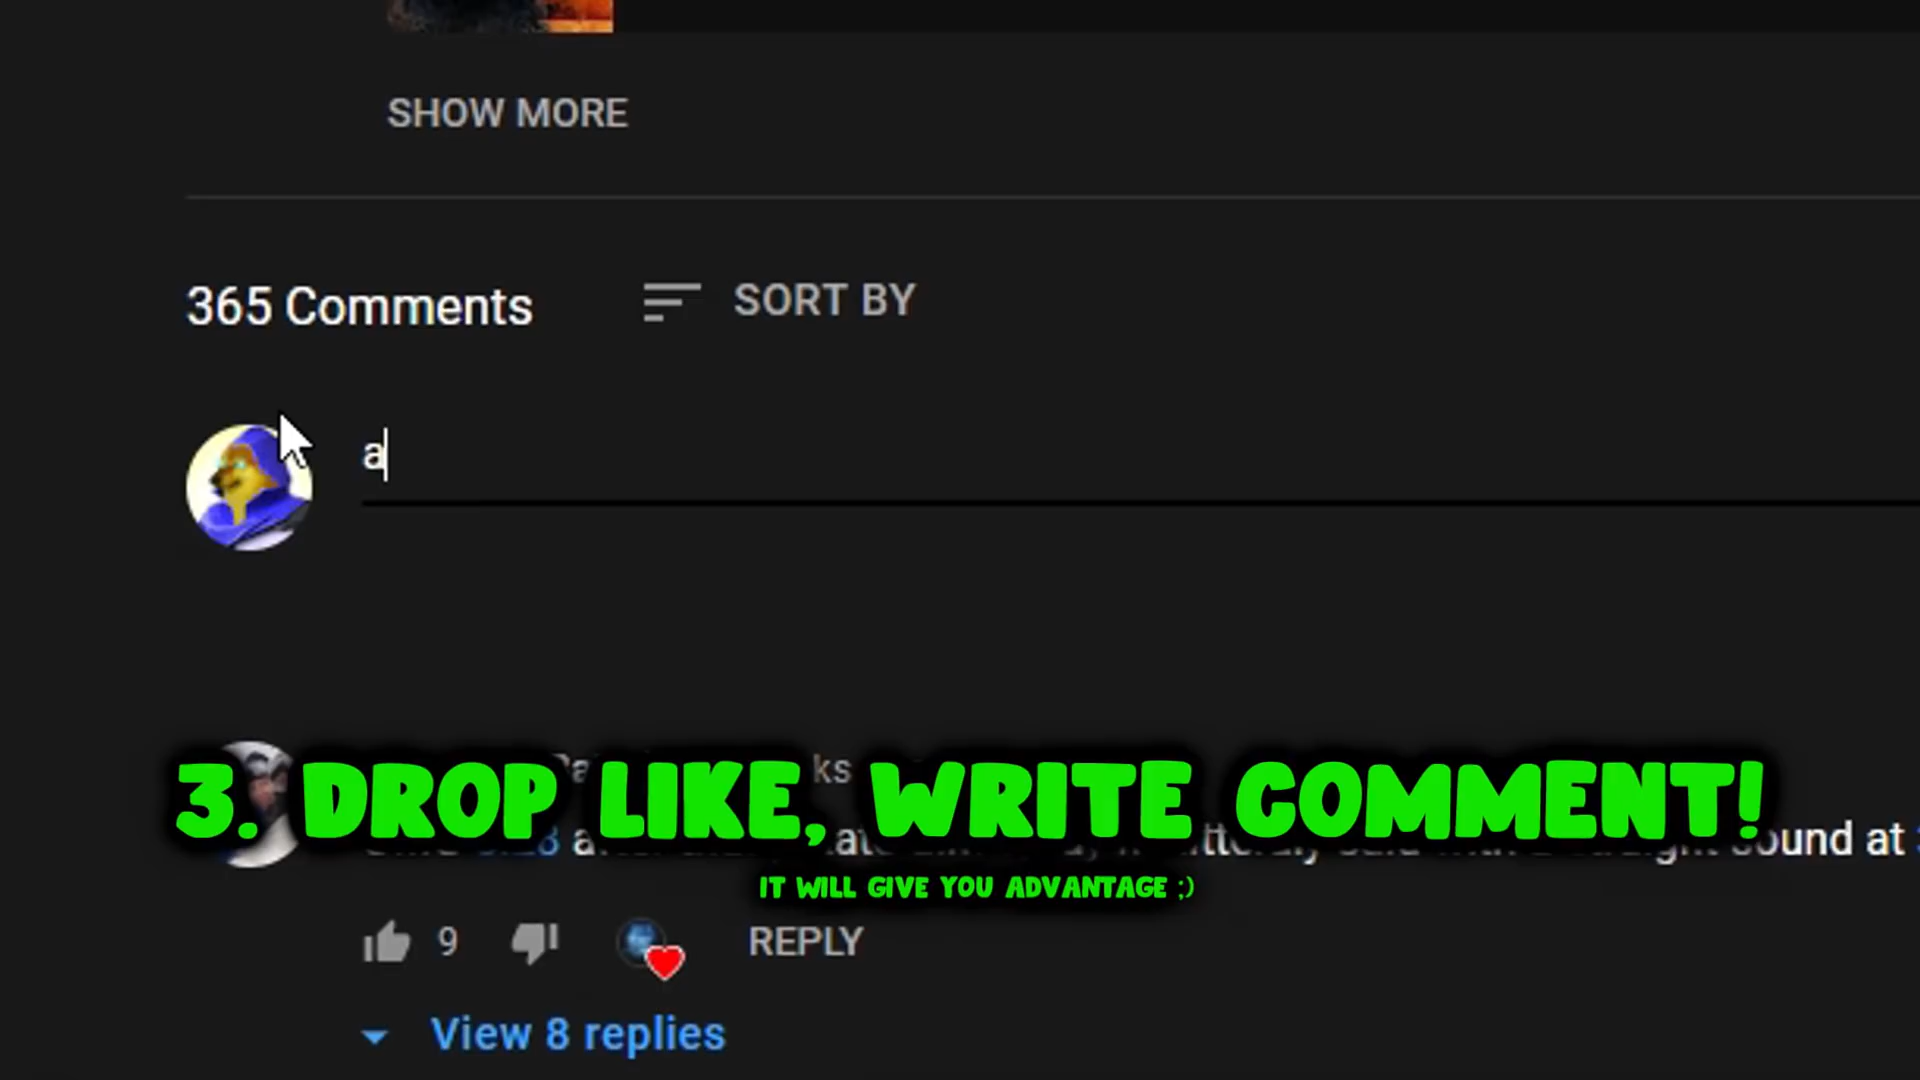 SHOW MORE
365 Comments
SORT BY
a
3. DROP LIKE, WRITE COMMENT!
ound at
IT WILL GIVE YOU ADVANTAGE ;)
9
REPLY
View 8 replies